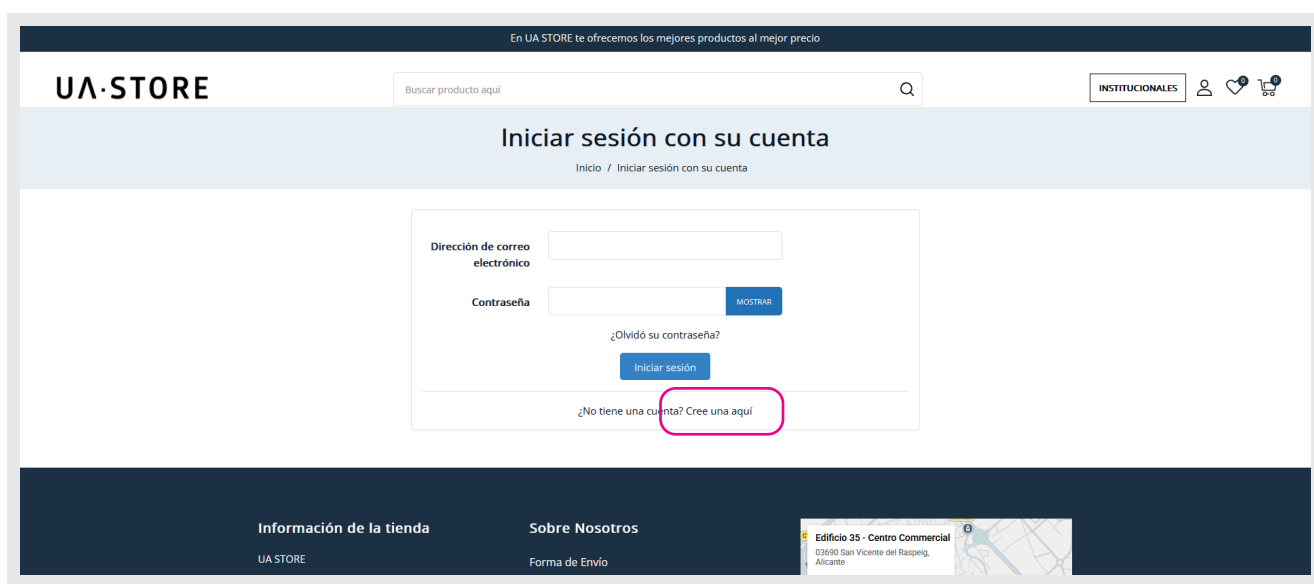 En UA STORE te ofrecemos los mejores productos al mejor precio
UΛ·STORE
Buscar producto aquí
INSTITUCIONALES
0
0
Iniciar sesión con su cuenta
Inicio / Iniciar sesión con su cuenta
Dirección de correo
electrónico
Contraseña
MOSTRAR
¿Olvidó su contraseña?
Iniciar sesión
¿No tiene una cuenta? Cree una aquí
Información de la tienda
UA STORE
Sobre Nosotros
Forma de Envío
Edificio 35 - Centro Commercial
03690 San Vicente del Raspeig,
Alicante